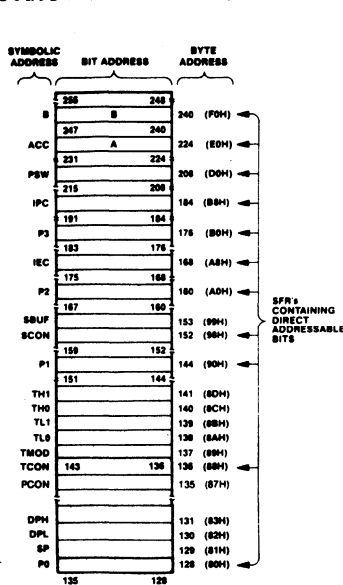 SYMBOLIC ADDRESS BIT ADDRESS BYTE ADDRESS
255 248
B B 240 (F0H)
247 240
ACC A 224 (E0H)
231 224
PSW 208 (D0H)
215 208
IPC 184 (B8H)
191 184
P3 176 (B0H)
183 176
IEC 168 (A8H)
175 168
P2 160 (A0H)
167 160
SBUF 153 (99H)
SCON 152 (98H)
159 152
P1 144 (90H)
151 144
TH1 141 (8DH)
TH0 140 (8CH)
TL1 139 (8BH)
TL0 138 (8AH)
TMOD 137 (89H)
TCON 143 136 136 (88H)
PCON 135 (87H)
DPH 131 (83H)
DPL 130 (82H)
SP 129 (81H)
P0 128 (80H)
135 128
SFR's
CONTAINING
DIRECT
ADDRESSABLE
BITS